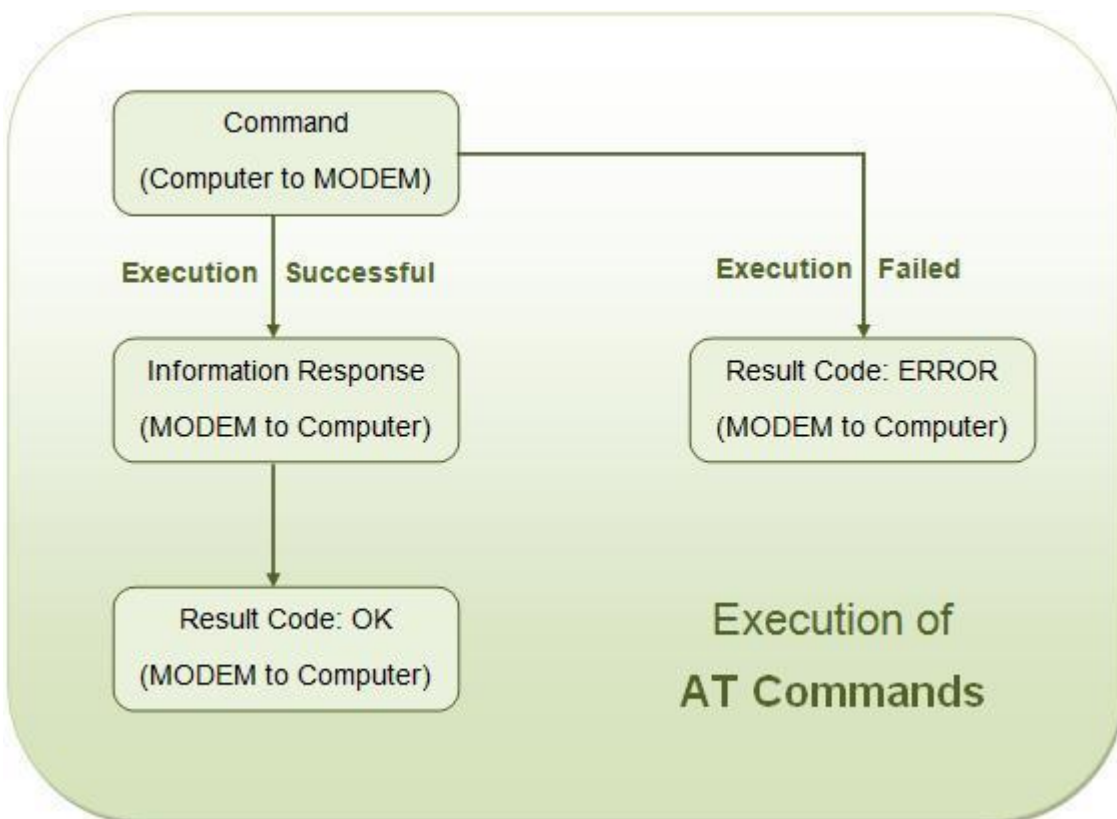 Command
(Computer to MODEM)
Execution Successful
Execution Failed
Information Response
(MODEM to Computer)
Result Code: ERROR
(MODEM to Computer)
Result Code: OK
(MODEM to Computer)
Execution of
AT Commands